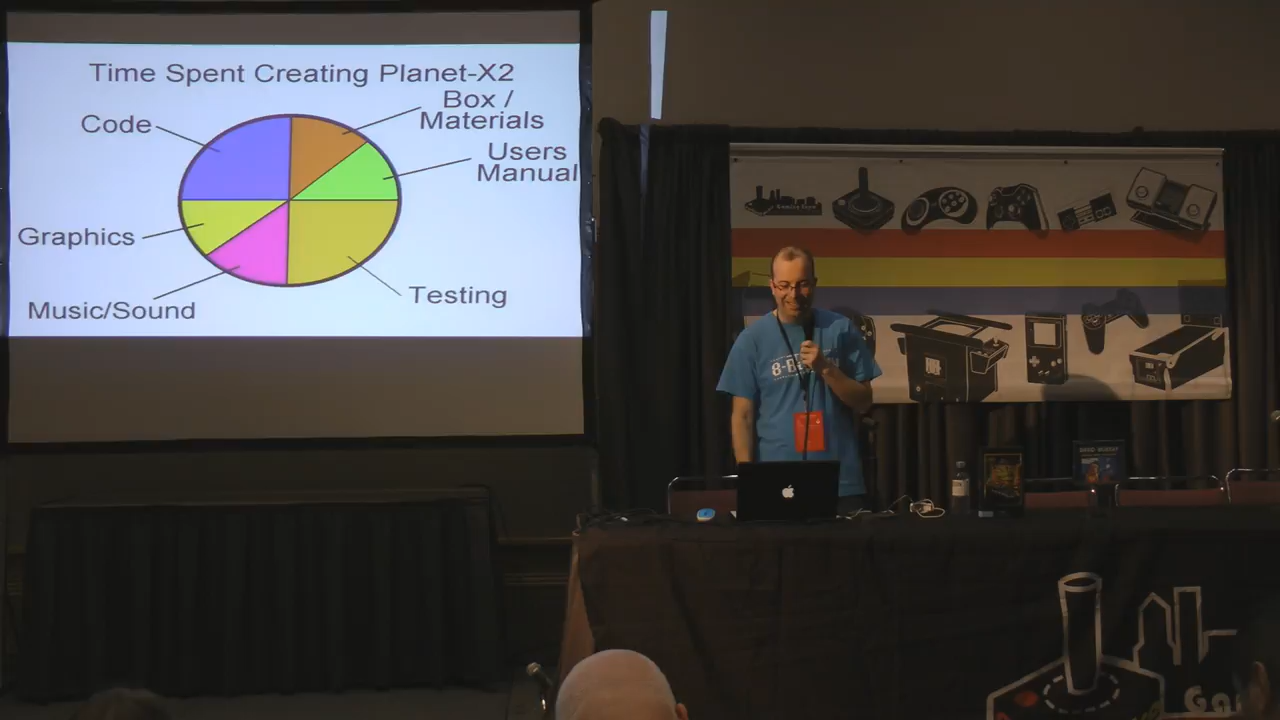 Time Spent Creating Planet-X2
Box /
Materials
Code
Users
Manual
Graphics
Music/Sound
Testing